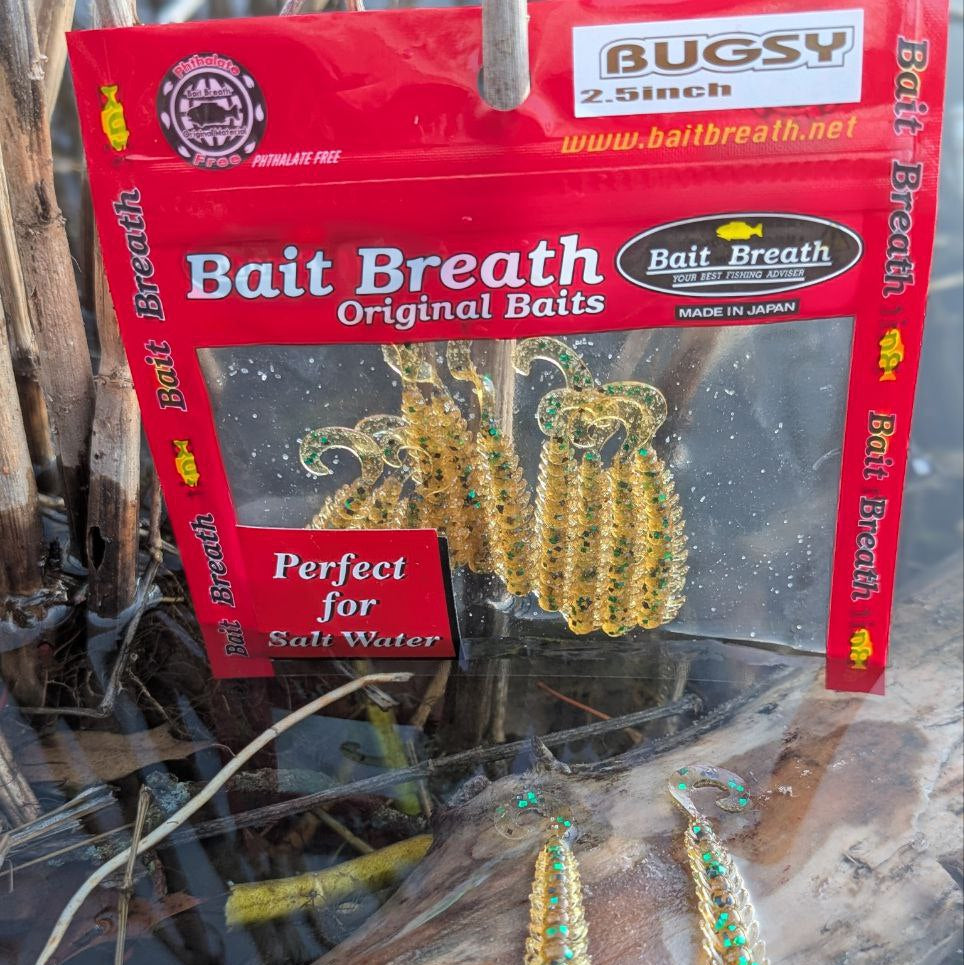 Phthalate
Bait Breath
Original Material
Free
PHTHALATE FREE
BUGSY
2.5inch
www.baitbreath.net
Bait Breath
Original Baits
Bait Breath
YOUR BEST FISHING ADVISER
MADE IN JAPAN
Perfect
for
Salt Water
Breath
Bait
Bait Breath
Bait Breath
Bait Breath